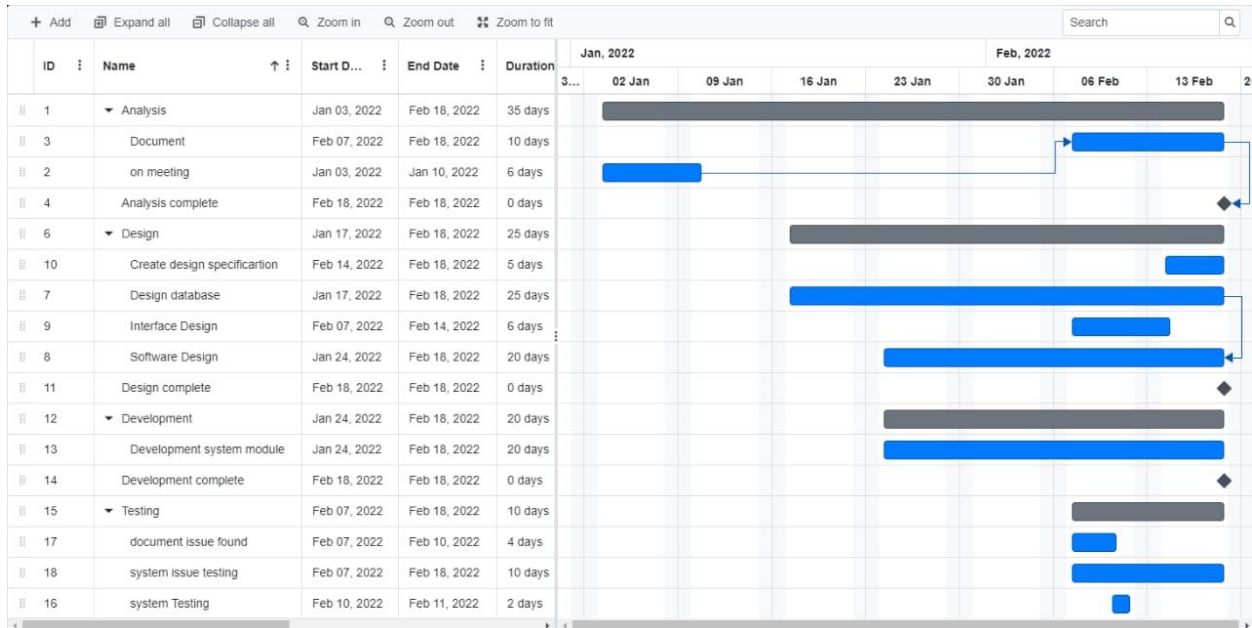 Add Expand all Collapse all Zoom in Zoom out Zoom to fit Search
ID Name Start D... End Date Duration
Jan, 2022 Feb, 2022
3... 02 Jan 09 Jan 16 Jan 23 Jan 30 Jan 06 Feb 13 Feb 2
1 Analysis Jan 03, 2022 Feb 18, 2022 35 days
3 Document Feb 07, 2022 Feb 18, 2022 10 days
2 on meeting Jan 03, 2022 Jan 10, 2022 6 days
4 Analysis complete Feb 18, 2022 Feb 18, 2022 0 days
6 Design Jan 17, 2022 Feb 18, 2022 25 days
10 Create design specificartion Feb 14, 2022 Feb 18, 2022 5 days
7 Design database Jan 17, 2022 Feb 18, 2022 25 days
9 Interface Design Feb 07, 2022 Feb 14, 2022 6 days
8 Software Design Jan 24, 2022 Feb 18, 2022 20 days
11 Design complete Feb 18, 2022 Feb 18, 2022 0 days
12 Development Jan 24, 2022 Feb 18, 2022 20 days
13 Development system module Jan 24, 2022 Feb 18, 2022 20 days
14 Development complete Feb 18, 2022 Feb 18, 2022 0 days
15 Testing Feb 07, 2022 Feb 18, 2022 10 days
17 document issue found Feb 07, 2022 Feb 10, 2022 4 days
18 system issue testing Feb 07, 2022 Feb 18, 2022 10 days
16 system Testing Feb 10, 2022 Feb 11, 2022 2 days